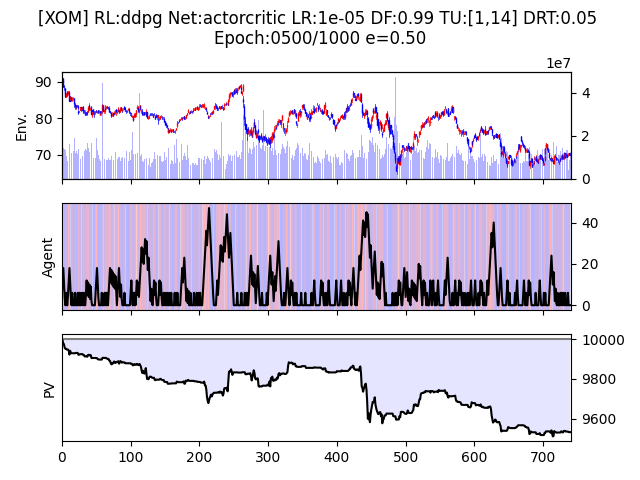 [XOM] RL:ddpg Net:actorcritic LR:1e-05 DF:0.99 TU:[1,14] DRT:0.05
Epoch:0500/1000 e=0.50
1e7
90
80
70
Env.
4
2
0
Agent
40
20
0
PV
10000
9800
9600
0 100 200 300 400 500 600 700